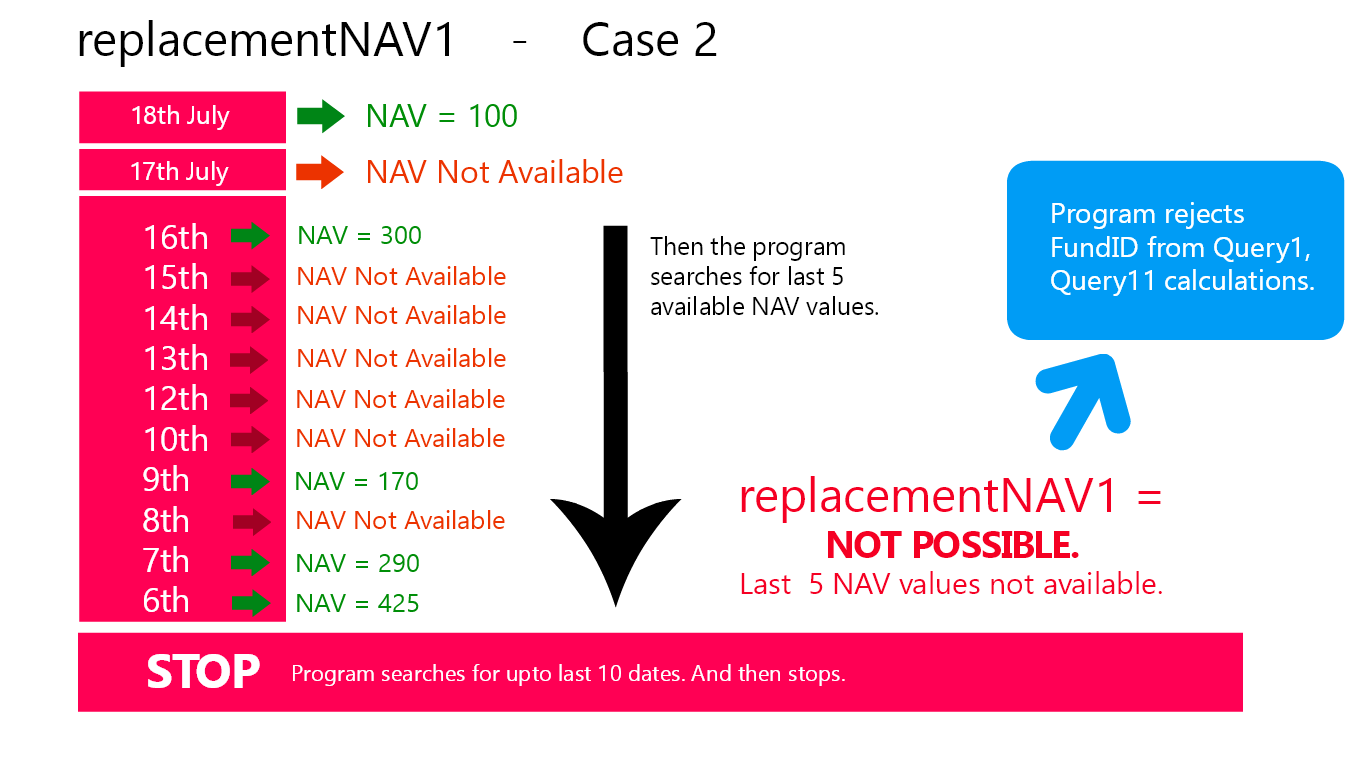 replacementNAV1 - Case 2
18th July NAV = 100
17th July NAV Not Available
16th NAV = 300
15th NAV Not Available
14th NAV Not Available
13th NAV Not Available
12th NAV Not Available
10th NAV Not Available
9th NAV = 170
8th NAV Not Available
7th NAV = 290
6th NAV = 425
Then the program
searches for last 5
available NAV values.
Program rejects
FundID from Query1,
Query11 calculations.
replacementNAV1 =
NOT POSSIBLE.
Last 5 NAV values not available.
STOP Program searches for upto last 10 dates. And then stops.